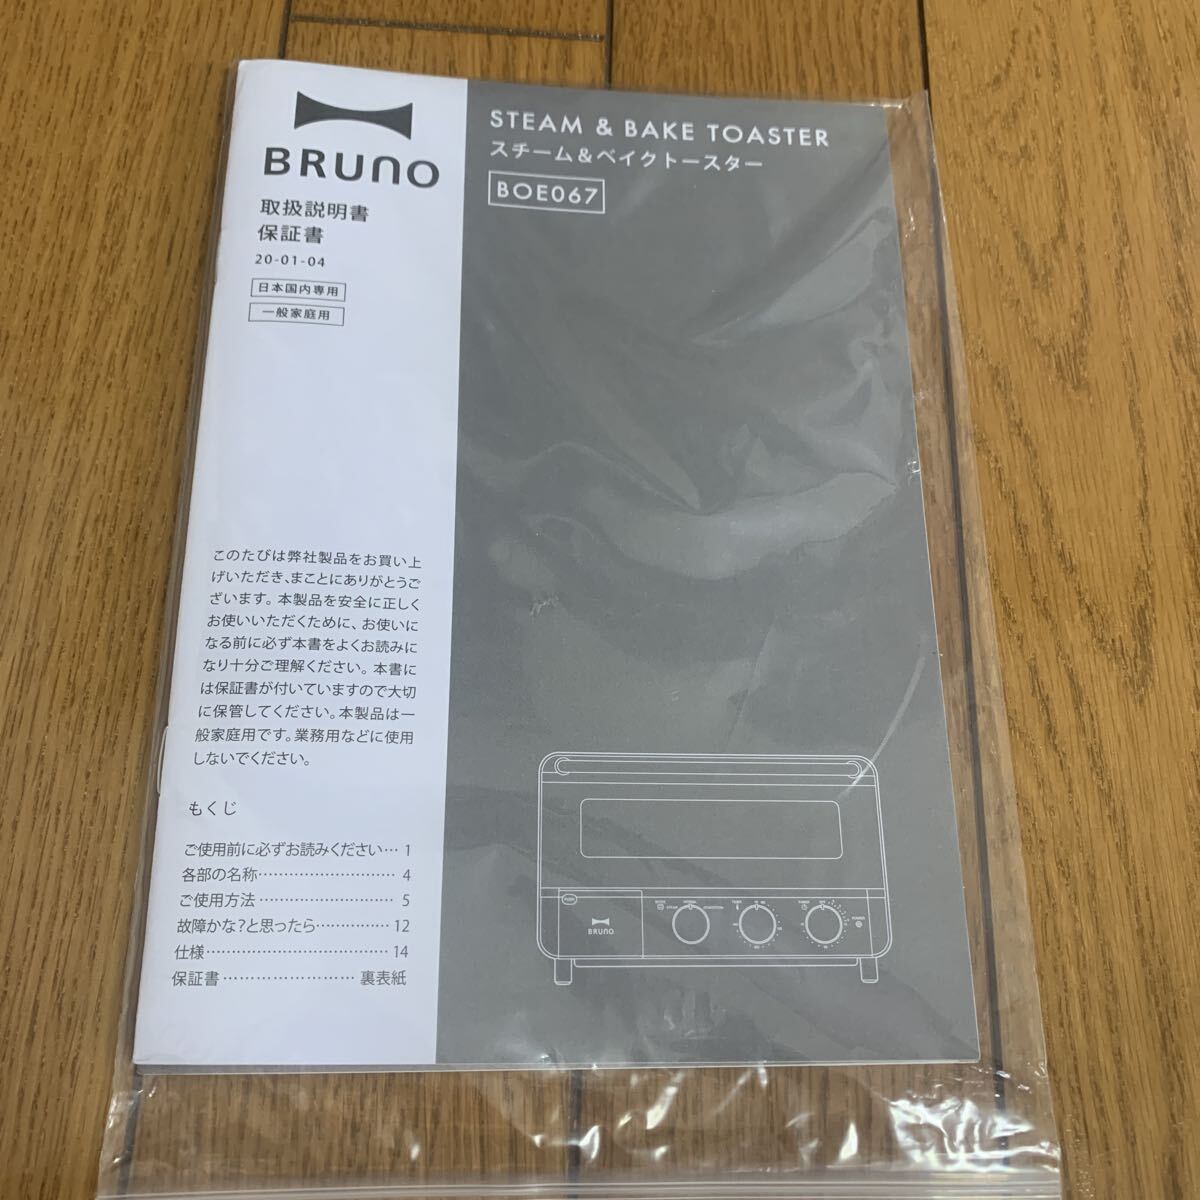 BRUNO
取扱説明書
保証書
20-01-04
日本国内専用
一般家庭用
STEAM & BAKE TOASTER
スチーム&ベイクトースター
BOE067
このたびは弊社製品をお買い上
げいただき、まことにありがとうご
ざいます。本製品を安全に正しく
お使いいただくために、お使いに
なる前に必ず本書をよくお読みに
なり十分ご理解ください。本書に
は保証書が付いていますので大切
に保管してください。本製品は一
般家庭用です。業務用などに使用
しないでください。
もくじ
ご使用前に必ずお読みください… 1
各部の名称……………………… 4
ご使用方法……………………… 5
故障かな?と思ったら…………… 12
仕様………………………………… 14
保証書……………………… 裏表紙
PUSH
BRUNO
MODE
STEAM
TEMP.
TIMER
OFF
POWER